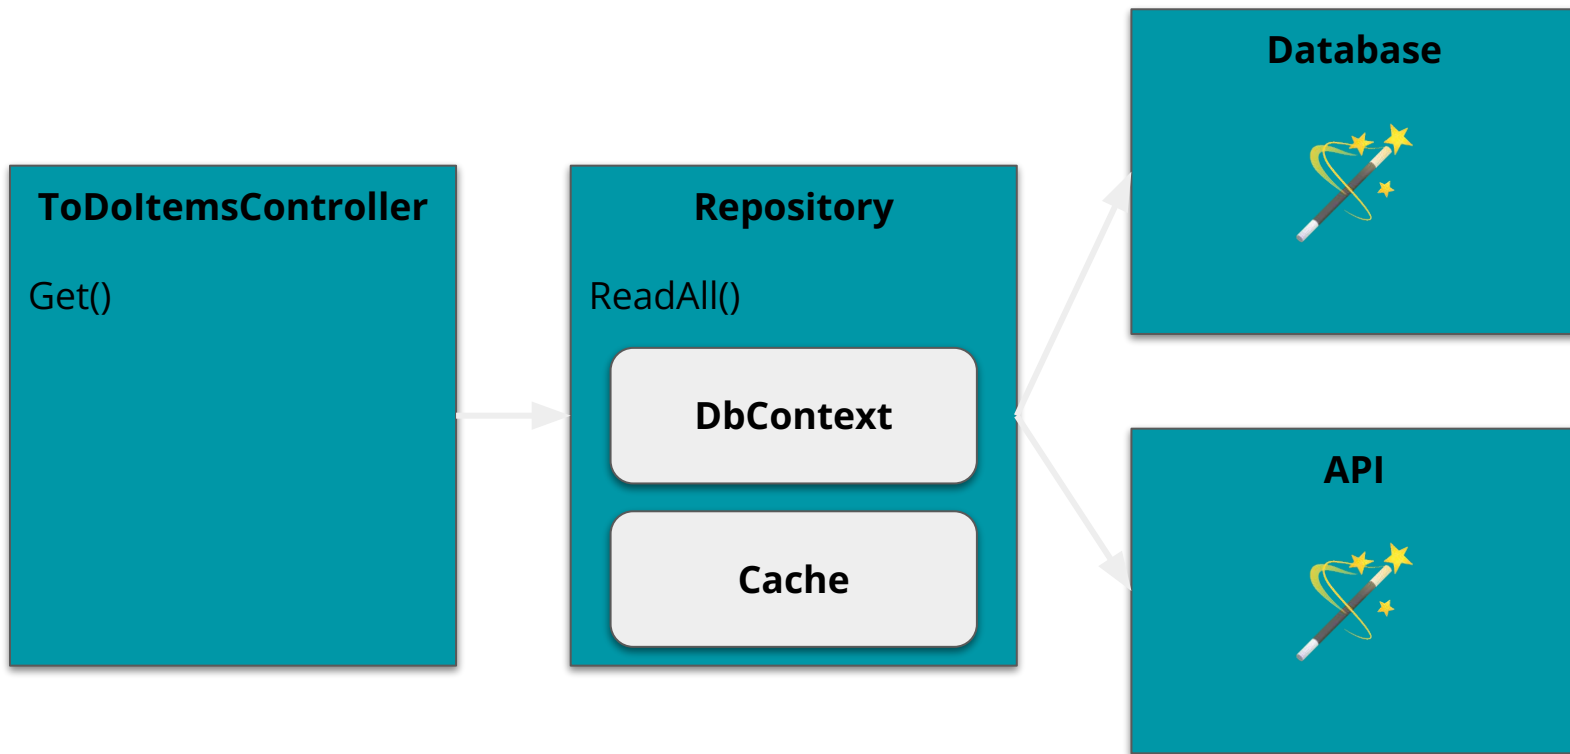 ToDoItemsController
Get()
Repository
ReadAll()
DbContext
Cache
Database
API